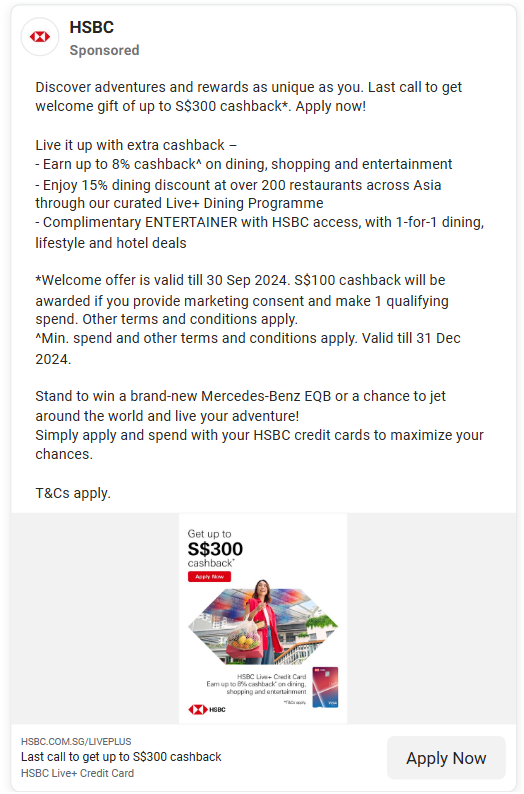 HSBC
Sponsored
Discover adventures and rewards as unique as you. Last call to get
welcome gift of up to S$300 cashback*. Apply now!
Live it up with extra cashback –
- Earn up to 8% cashback^ on dining, shopping and entertainment
- Enjoy 15% dining discount at over 200 restaurants across Asia
through our curated Live+ Dining Programme
- Complimentary ENTERTAINER with HSBC access, with 1-for-1 dining,
lifestyle and hotel deals
*Welcome offer is valid till 30 Sep 2024. S$100 cashback will be
awarded if you provide marketing consent and make 1 qualifying
spend. Other terms and conditions apply.
^Min. spend and other terms and conditions apply. Valid till 31 Dec
2024.
Stand to win a brand-new Mercedes-Benz EQB or a chance to jet
around the world and live your adventure!
Simply apply and spend with your HSBC credit cards to maximize your
chances.
T&Cs apply.
Get up to
S$300
cashback*
Apply Now
HSBC Live+ Credit Card
Earn up to 8% cashback* on dining,
shopping and entertainment
*T&Cs apply.
VISA
HSBC
HSBC.COM.SG/LIVEPLUS
Last call to get up to S$300 cashback
HSBC Live+ Credit Card
Apply Now